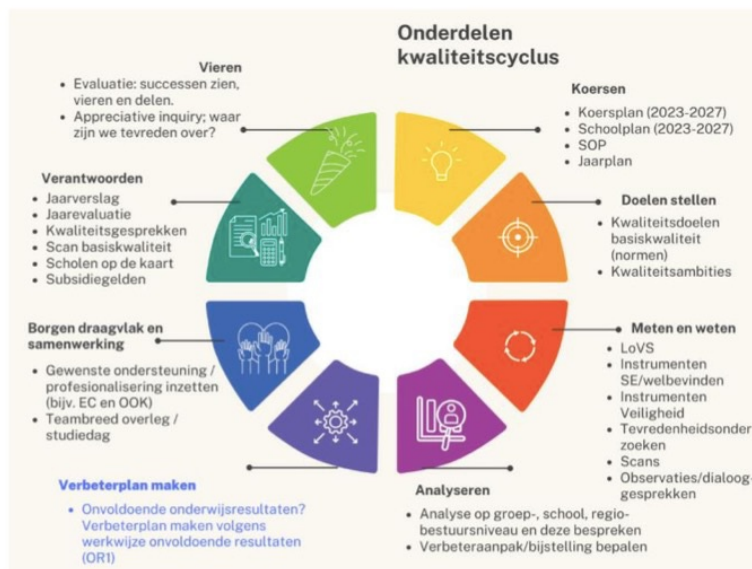 Onderdelen
kwaliteitscyclus
Vieren
• Evaluatie: successen zien,
vieren en delen.
• Appreciative inquiry; waar
zijn we tevreden over?
Koersen
• Koersplan (2023-2027)
• Schoolplan (2023-2027)
• SOP
• Jaarplan
Verantwoorden
• Jaarverslag
• Jaarevaluatie
• Kwaliteitsgesprekken
• Scan basiskwaliteit
• Scholen op de kaart
• Subsidiegelden
Doelen stellen
• Kwaliteitsdoelen
basiskwaliteit
(normen)
• Kwaliteitsambities
Borgen draagvlak en
samenwerking
• Gewenste ondersteuning /
profesionalisering inzetten
(bijv. EC en OOK)
• Teambreed overleg /
studiedag
Meten en weten
• LoVS
• Instrumenten
SE/welbevinden
• Instrumenten
Veiligheid
• Tevredenheidsonder
zoeken
• Scans
• Observaties/dialoog-
gesprekken
Verbeterplan maken
• Onvoldoende onderwijsresultaten?
Verbeterplan maken volgens
werkwijze onvoldoende resultaten
(OR1)
Analyseren
• Analyse op groep-, school, regio-
bestuursniveau en deze bespreken
• Verbeteraanpak/bijstelling bepalen